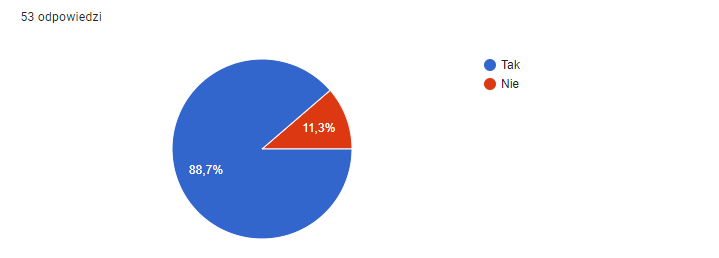 53 odpowiedzi
Tak
Nie
11,3%
88,7%